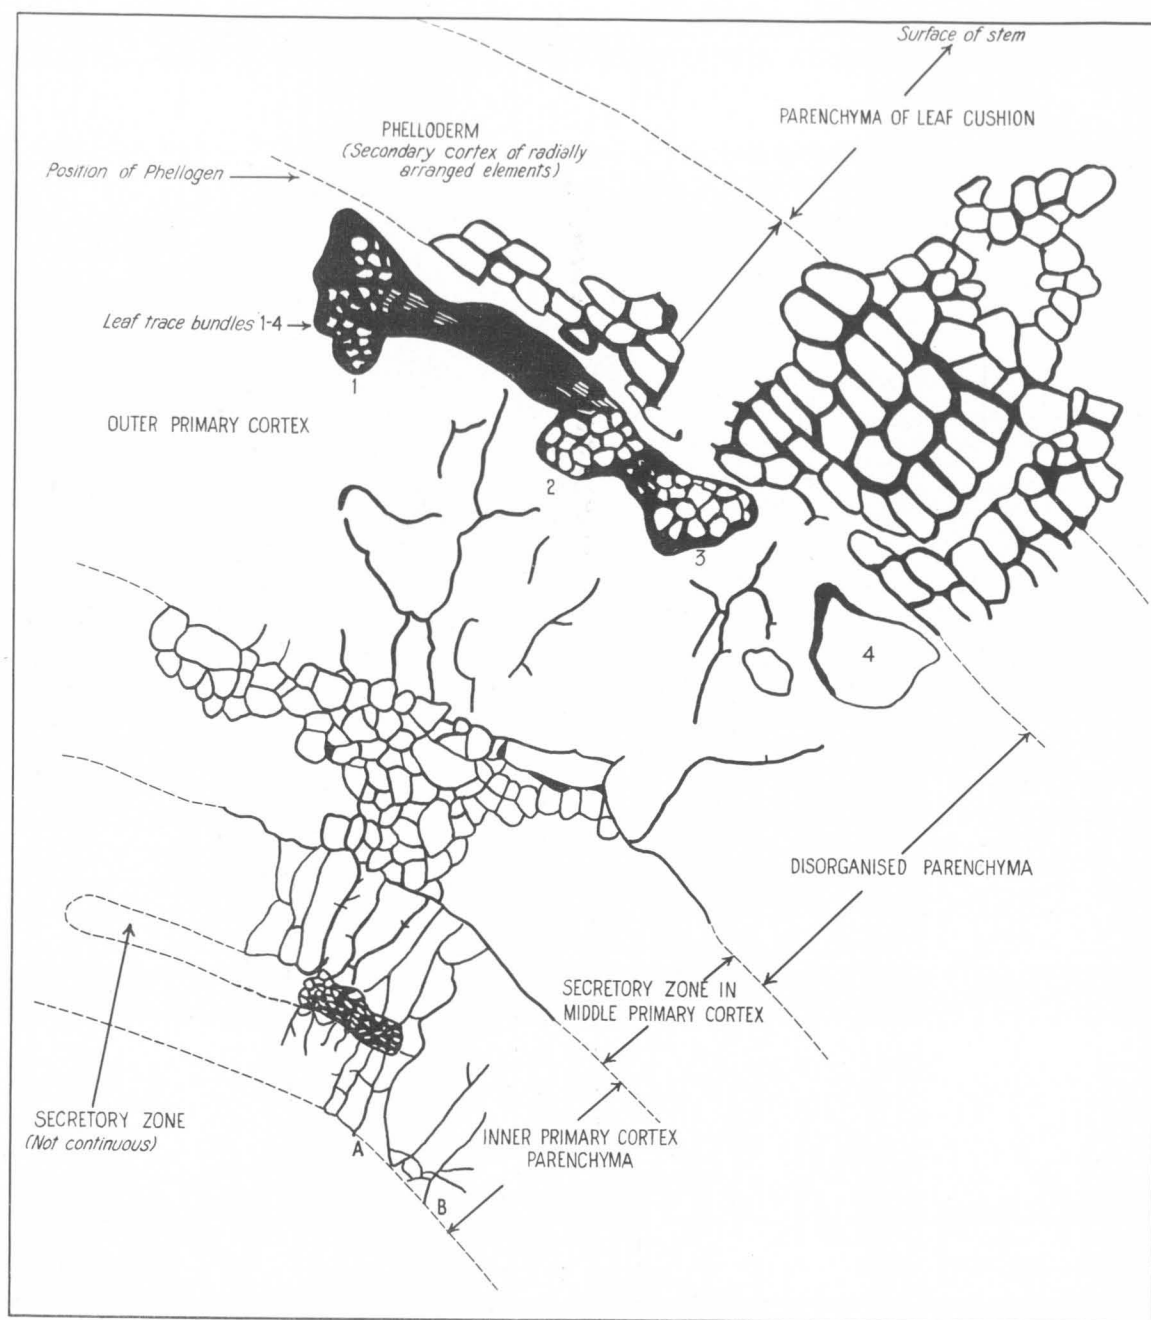 Surface of stem
PARENCHYMA OF LEAF CUSHION
PHELLODERM
(Secondary cortex of radially
arranged elements)
Position of Phellogen
Leaf trace bundles 1-4
1
OUTER PRIMARY CORTEX
2
3
4
DISORGANISED PARENCHYMA
SECRETORY ZONE IN
MIDDLE PRIMARY CORTEX
SECRETORY ZONE
(Not continuous)
INNER PRIMARY CORTEX
PARENCHYMA
A
B